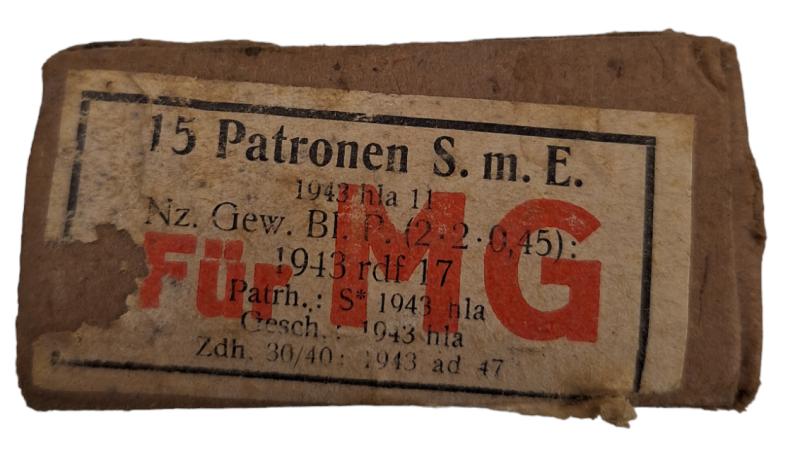 15 Patronen S. m. E.
1943 hla 11
Nz. Gew. Bl. P. (2·2·0,45):
1943 rdf 17
Patrh.: S* 1943 hla
Gesch.: 1943 hla
Zdh. 30/40: 1943 ad 47
Für MG